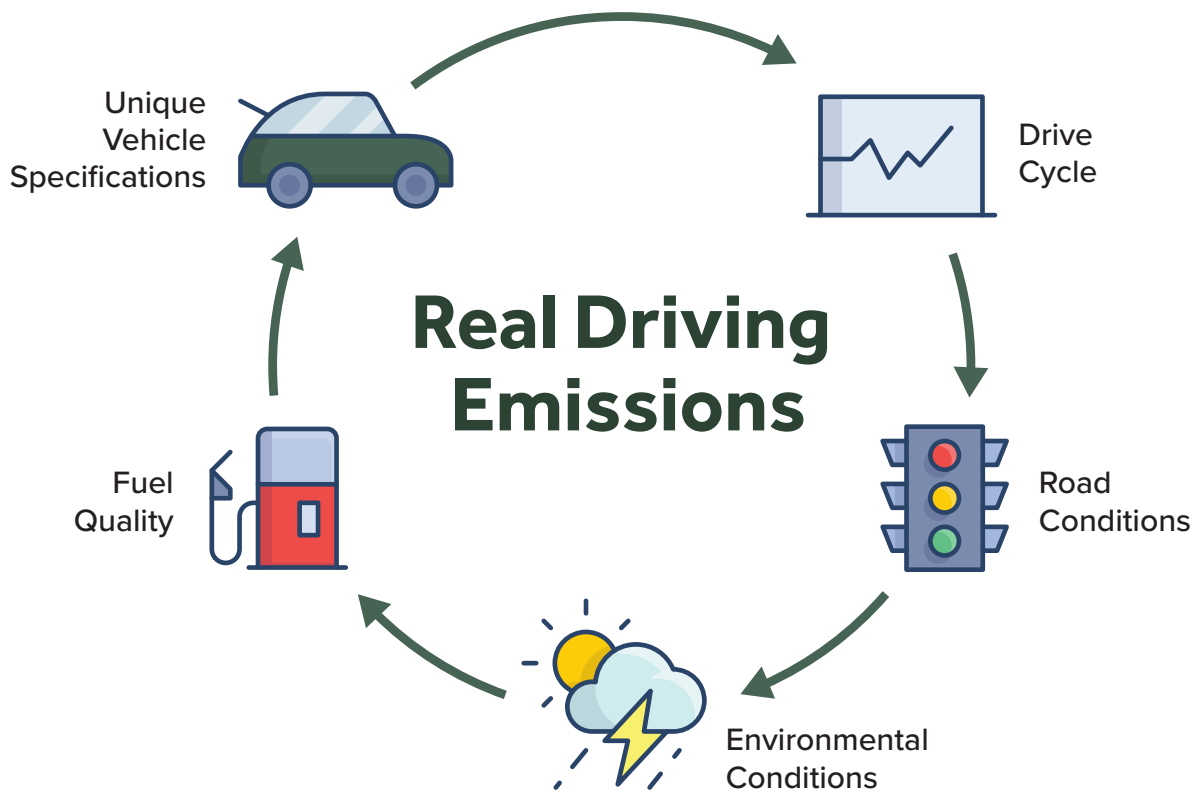 Unique
Vehicle
Specifications
Drive
Cycle
Real Driving
Emissions
Fuel
Quality
Road
Conditions
Environmental
Conditions